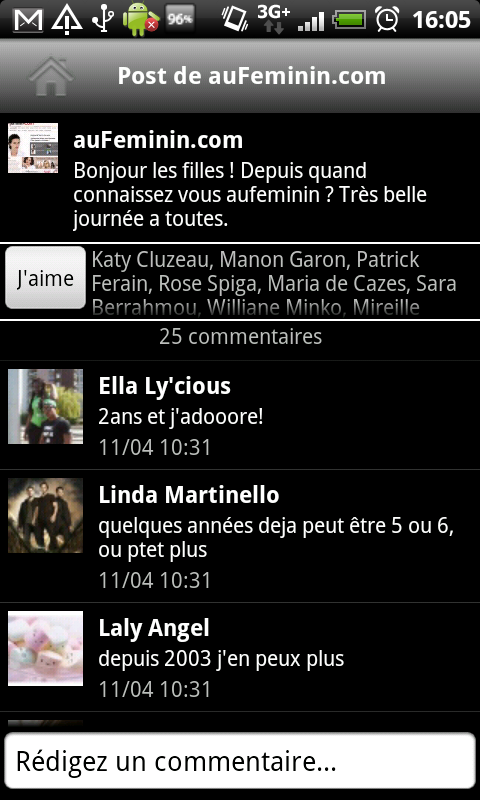 96%
3G+
16:05
Post de auFeminin.com
auFeminin.com
Bonjour les filles ! Depuis quand
connaissez vous aufeminin ? Très belle
journée a toutes.
J'aime
Katy Cluzeau, Manon Garon, Patrick
Ferain, Rose Spiga, Maria de Cazes, Sara
Berrahmou, Williane Minko, Mireille
25 commentaires
Ella Ly'cious
2ans et j'adooore!
11/04 10:31
Linda Martinello
quelques années deja peut être 5 ou 6,
ou ptet plus
11/04 10:31
Laly Angel
depuis 2003 j'en peux plus
11/04 10:31
Rédigez un commentaire...